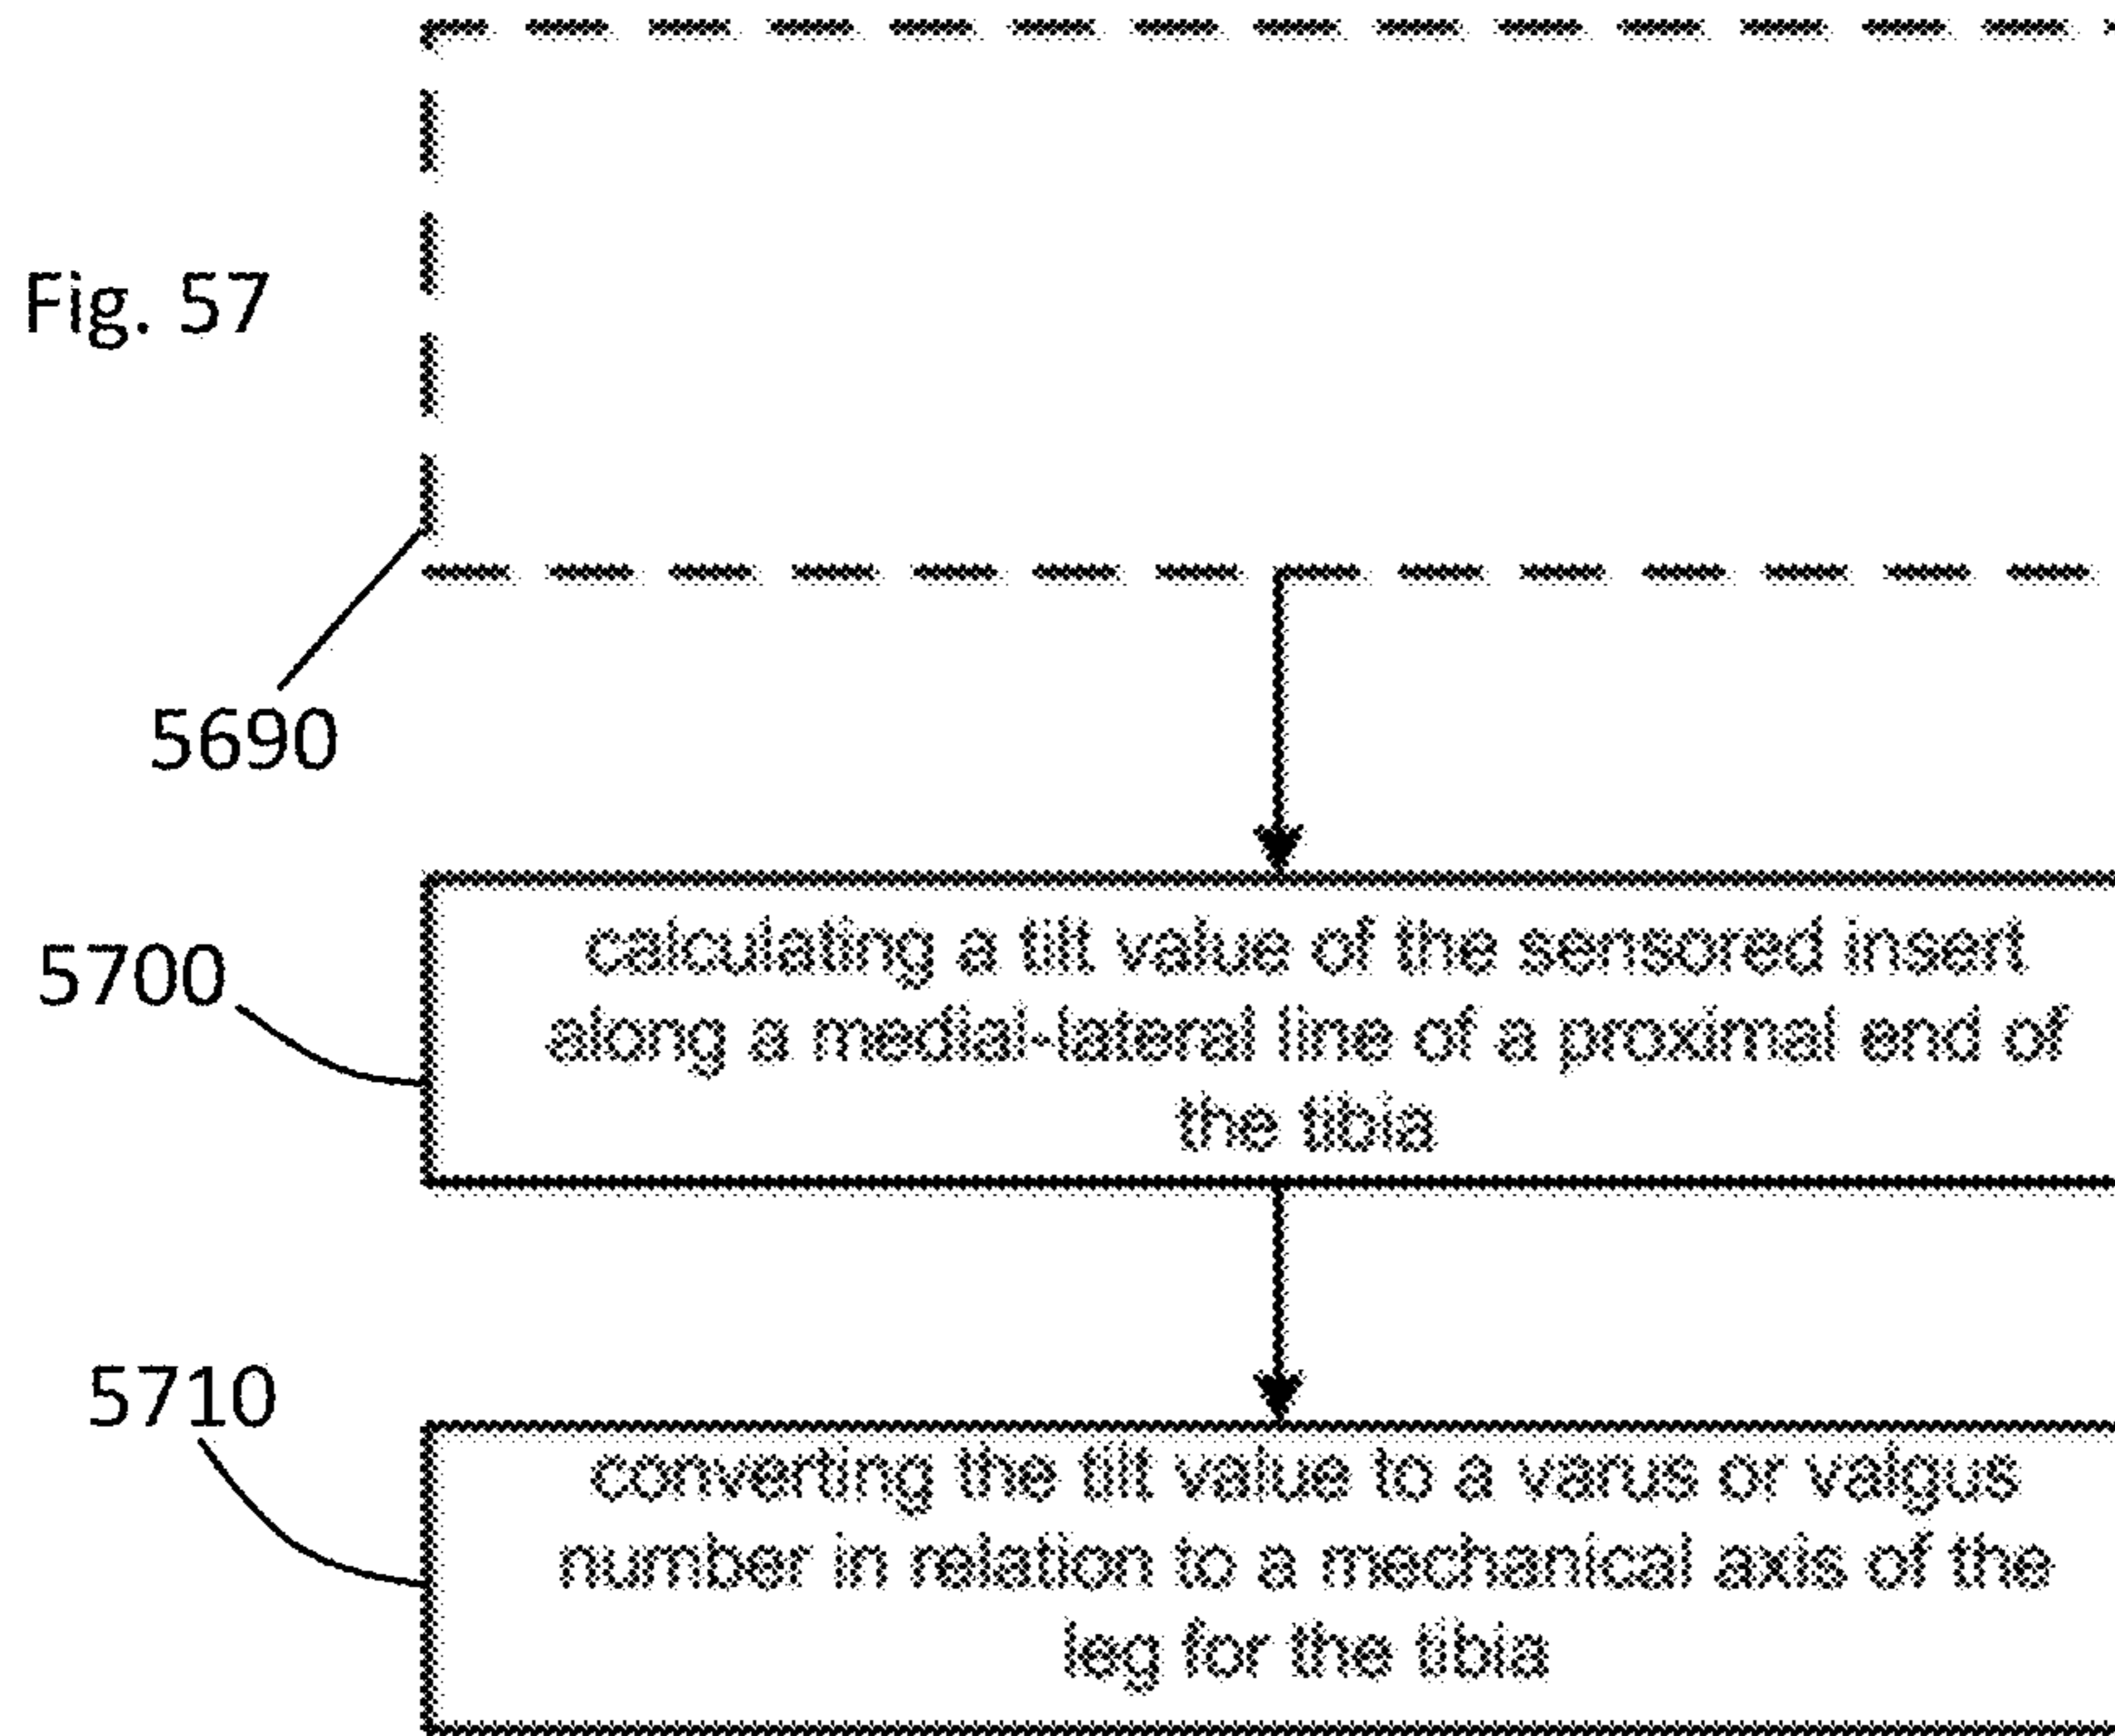 Fig. 57
5690
5700
calculating a tilt value of the sensored insert
along a medial-lateral line of a proximal end of
the tibia
5710
converting the tilt value to a varus or valgus
number in relation to a mechanical axis of the
leg for the tibia